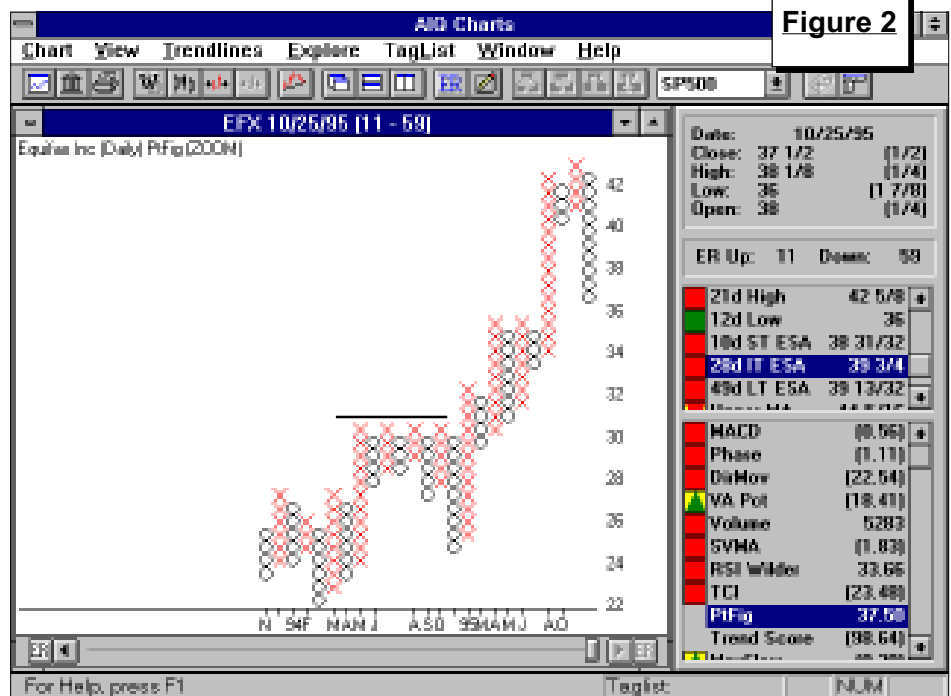 AIQ Charts
Figure 2
Chart View Trendlines Explore TagList Window Help
ER
SP500
EFX 10/25/95 (11 - 59)
Equifax Inc (Daily) PtFig (ZOOM)
42
40
38
36
34
32
30
28
26
24
22
N 94F MAMJ ASO 95MAMJ AO
ER
ER
Date: 10/25/95
Close: 37 1/2 (1/2)
High: 38 1/8 (1/4)
Low: 36 (1 7/8)
Open: 38 (1/4)
ER Up: 11 Down: 59
21d High 42 5/8
12d Low 36
10d ST ESA 38 31/32
28d IT ESA 39 3/4
49d LT ESA 39 13/32
MACD (0.56)
Phase (1.11)
DirMov (22.54)
VA Pct (18.41)
Volume 5283
SVMA (1.83)
RSI Wilder 33.66
TCI (23.48)
PtFig 37.50
Trend Score (98.64)
For Help, press F1
Taglist:
NUM